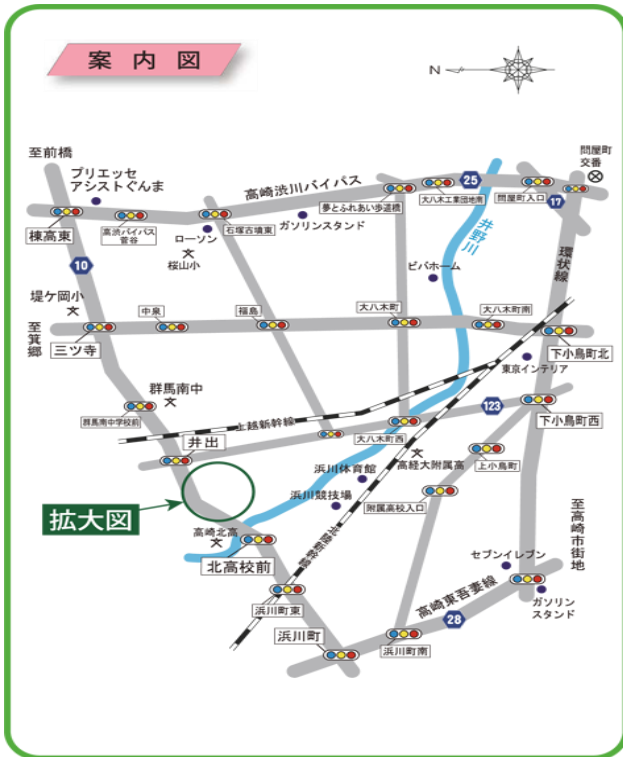 案内図
N
至前橋
プリエッセ
アシストぐんま
高崎渋川バイパス
25
問屋町
交番
棟高東
高渋バイパス
菅谷
ローソン
桜山小
石塚古墳東
ガソリンスタンド
夢とふれあい歩道橋
大八木工業団地南
問屋町入口
17
井野川
環状線
10
ビバホーム
堤ケ岡小
至箕郷
三ツ寺
中泉
福島
大八木町
大八木町南
下小鳥町北
東京インテリア
群馬南中
群馬南中学校前
上越新幹線
123
下小鳥町西
井出
大八木町西
高経大附属高
上小鳥町
浜川体育館
浜川競技場
附属高校入口
拡大図
高崎北高
北高校前
北陸新幹線
至高崎市街地
セブンイレブン
浜川町東
高崎東吾妻線
ガソリン
スタンド
浜川町
28
浜川町南